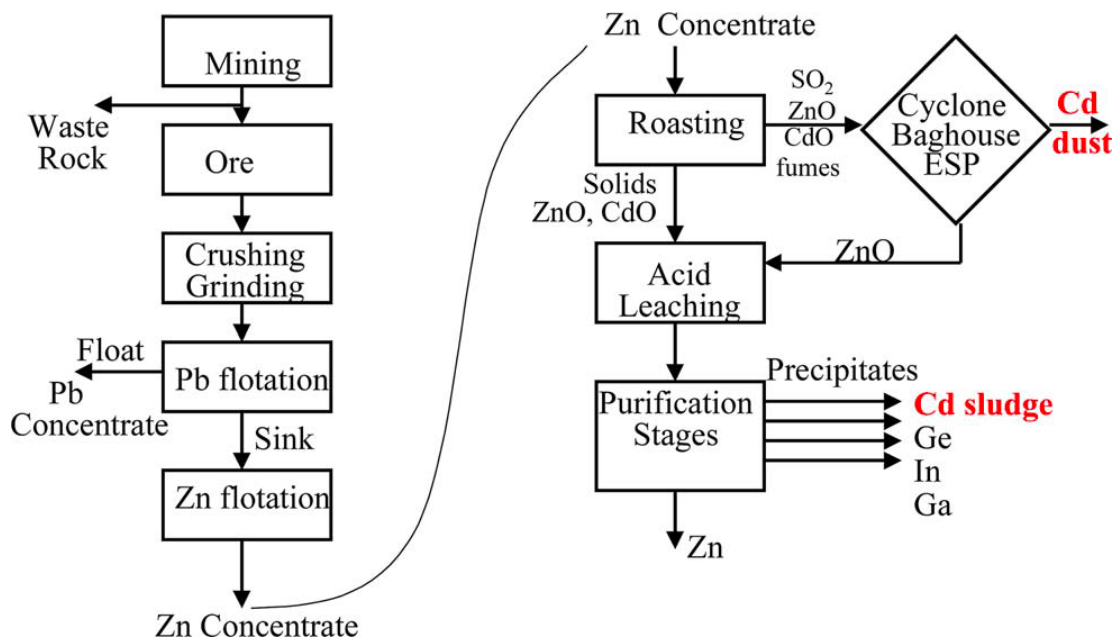 Mining
Waste
Rock
Ore
Crushing
Grinding
Float
Pb
Concentrate
Pb flotation
Sink
Zn flotation
Zn Concentrate
Zn Concentrate
Roasting
SO₂
ZnO
CdO
fumes
Cyclone
Baghouse
ESP
Cd
dust
Solids
ZnO, CdO
ZnO
Acid
Leaching
Purification
Stages
Precipitates
Cd sludge
Ge
In
Ga
Zn